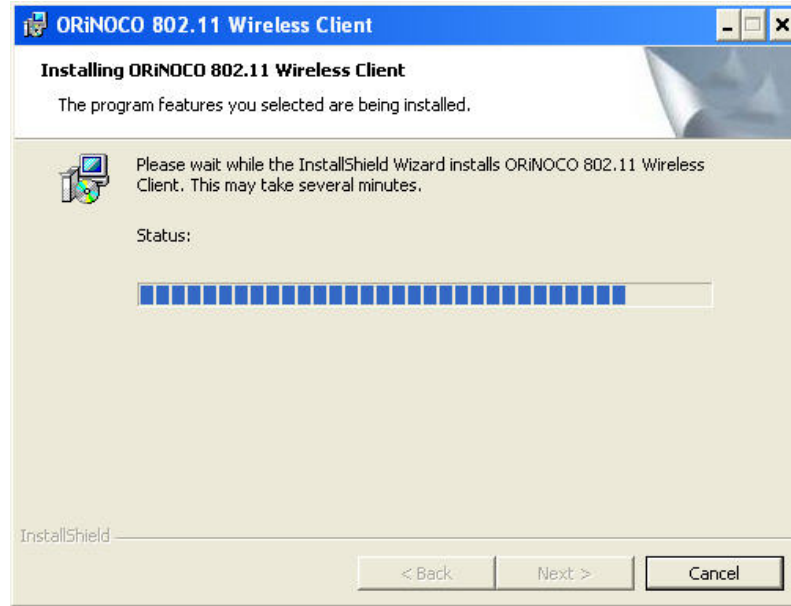 ORiNOCO 802.11 Wireless Client
Installing ORiNOCO 802.11 Wireless Client
The program features you selected are being installed.
Please wait while the InstallShield Wizard installs ORiNOCO 802.11 Wireless
Client. This may take several minutes.
Status:
InstallShield
< Back Next > Cancel